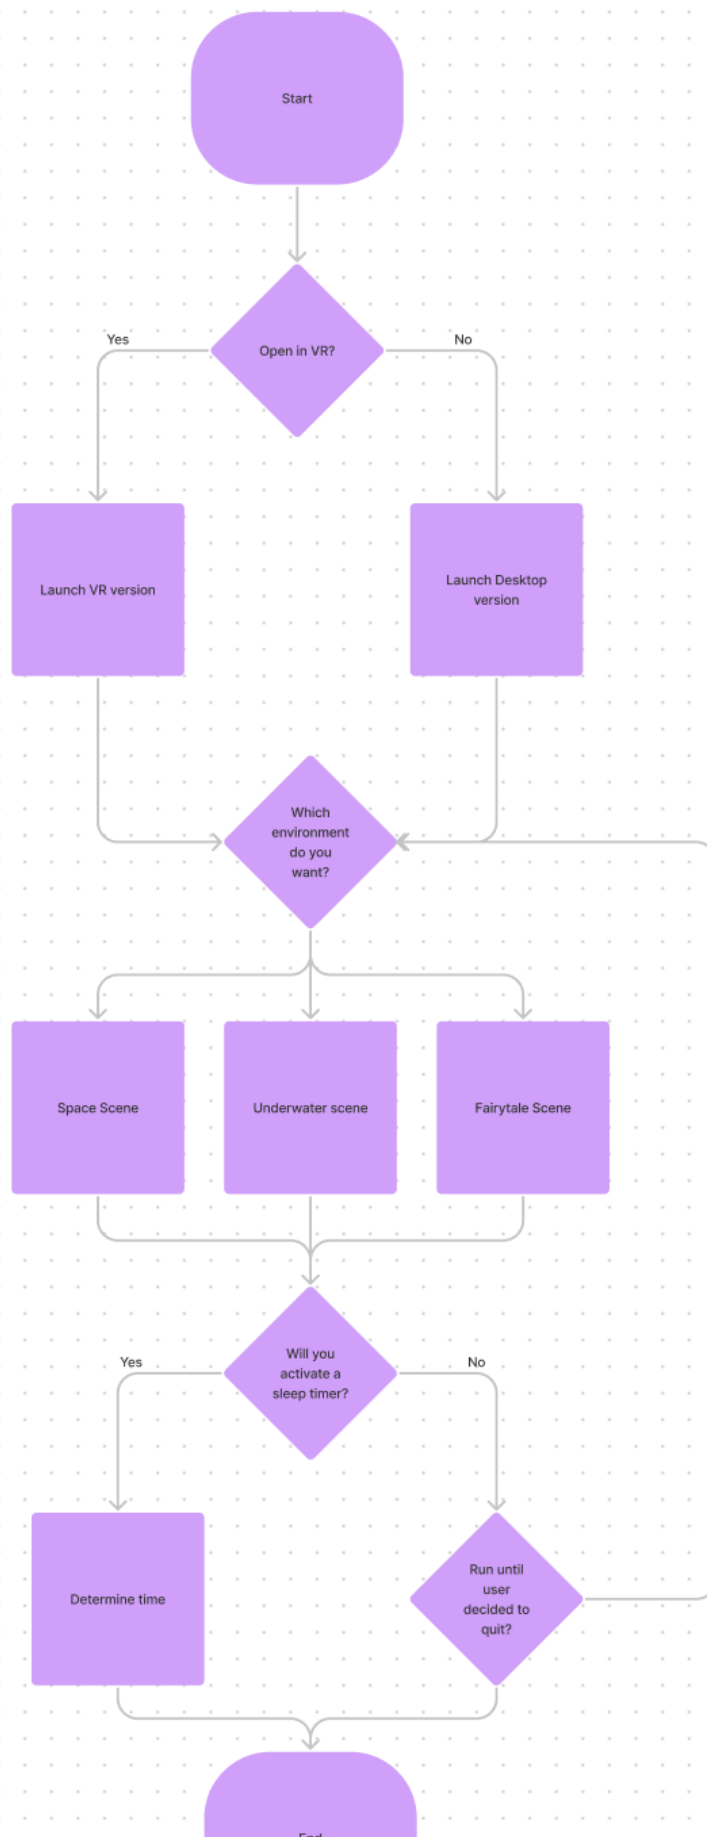 Start
Open in VR?
Yes
No
Launch VR version
Launch Desktop
version
Which
environment
do you
want?
Space Scene
Underwater scene
Fairytale Scene
Will you
activate a
sleep timer?
Yes
No
Determine time
Run until
user
decided to
quit?
End